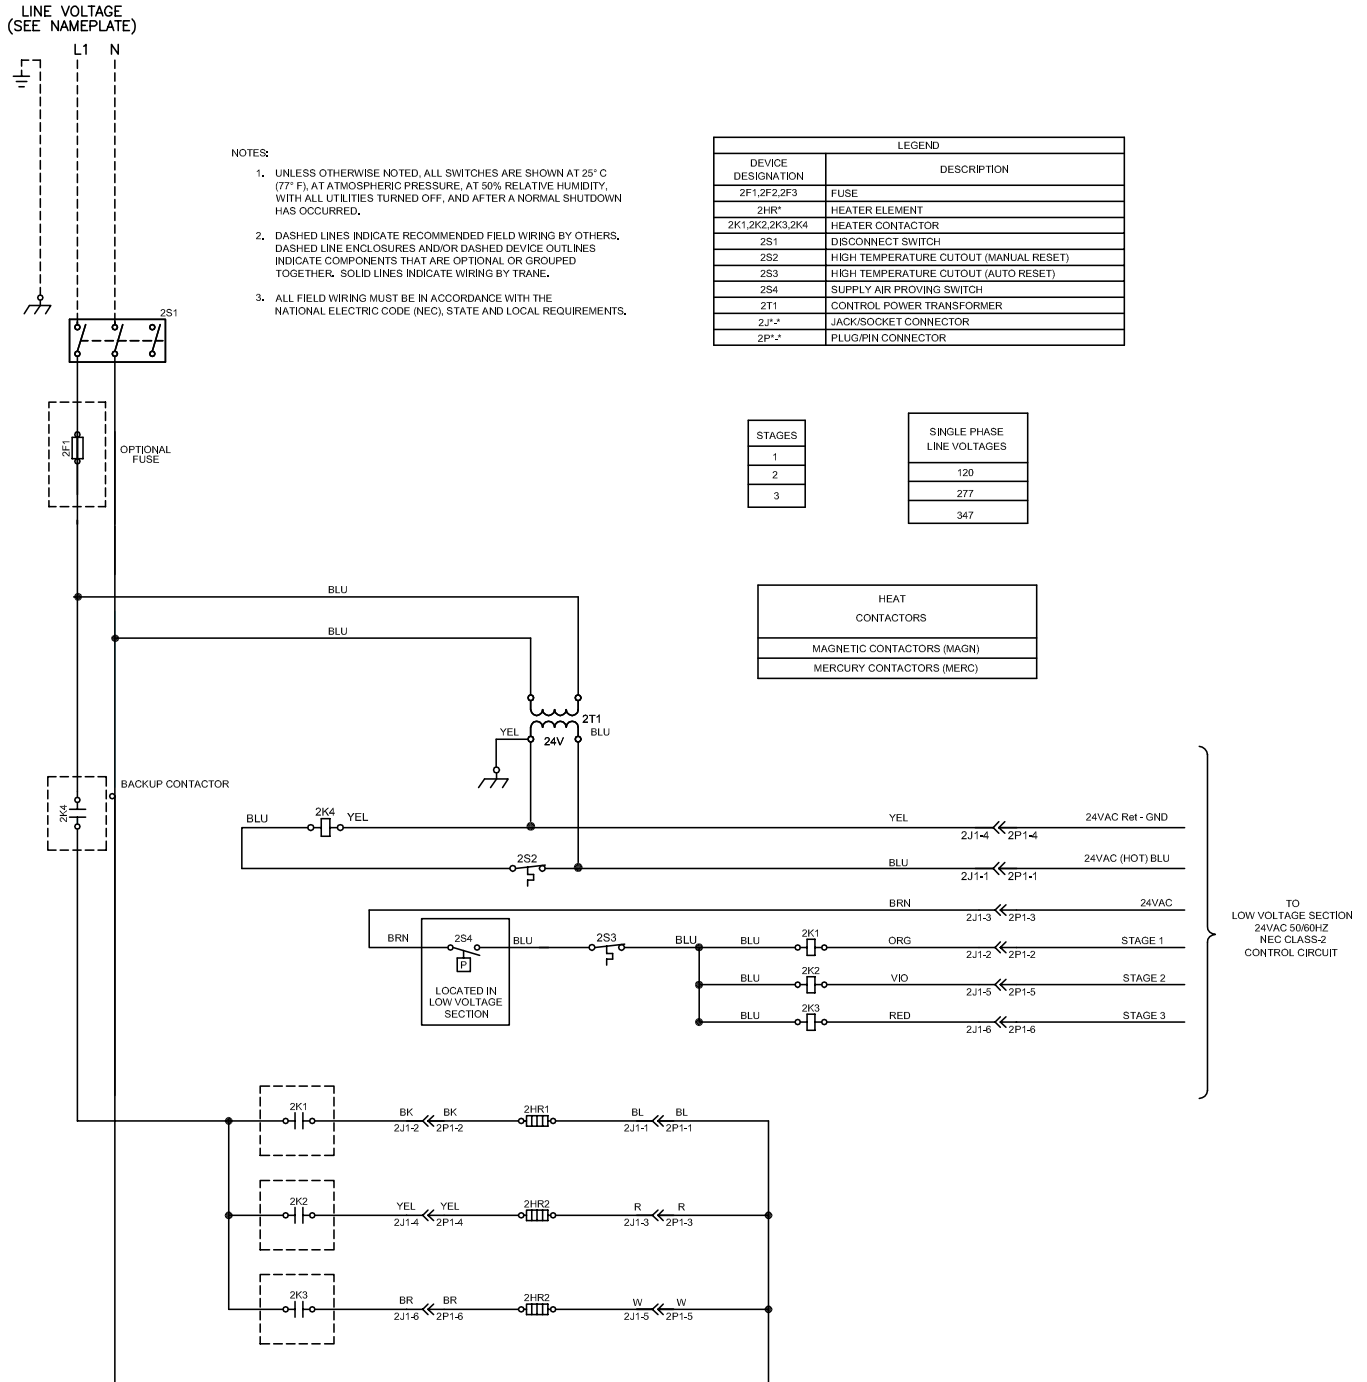 LINE VOLTAGE
(SEE NAMEPLATE)
L1 N
2S1
NOTES:
1. UNLESS OTHERWISE NOTED, ALL SWITCHES ARE SHOWN AT 25° C
(77° F), AT ATMOSPHERIC PRESSURE, AT 50% RELATIVE HUMIDITY,
WITH ALL UTILITIES TURNED OFF, AND AFTER A NORMAL SHUTDOWN
HAS OCCURRED.
2. DASHED LINES INDICATE RECOMMENDED FIELD WIRING BY OTHERS.
DASHED LINE ENCLOSURES AND/OR DASHED DEVICE OUTLINES
INDICATE COMPONENTS THAT ARE OPTIONAL OR GROUPED
TOGETHER. SOLID LINES INDICATE WIRING BY TRANE.
3. ALL FIELD WIRING MUST BE IN ACCORDANCE WITH THE
NATIONAL ELECTRIC CODE (NEC), STATE AND LOCAL REQUIREMENTS.
LEGEND
DEVICE
DESIGNATION
DESCRIPTION
2F1,2F2,2F3 FUSE
2HR* HEATER ELEMENT
2K1,2K2,2K3,2K4 HEATER CONTACTOR
2S1 DISCONNECT SWITCH
2S2 HIGH TEMPERATURE CUTOUT (MANUAL RESET)
2S3 HIGH TEMPERATURE CUTOUT (AUTO RESET)
2S4 SUPPLY AIR PROVING SWITCH
2T1 CONTROL POWER TRANSFORMER
2J*-* JACK/SOCKET CONNECTOR
2P*-* PLUG/PIN CONNECTOR
2F1
OPTIONAL
FUSE
STAGES
1
2
3
SINGLE PHASE
LINE VOLTAGES
120
277
347
HEAT
CONTACTORS
MAGNETIC CONTACTORS (MAGN)
MERCURY CONTACTORS (MERC)
BLU
BLU
2T1
YEL 24V BLU
BACKUP CONTACTOR
2K4
BLU 2K4 YEL YEL 2J1-4 2P1-4 24VAC Ret - GND
2S2 BLU 2J1-1 2P1-1 24VAC (HOT) BLU
BRN 2J1-3 2P1-3 24VAC
BRN 2S4 BLU 2S3 BLU BLU 2K1 ORG 2J1-2 2P1-2 STAGE 1
P
LOCATED IN
LOW VOLTAGE
SECTION
BLU 2K2 VIO 2J1-5 2P1-5 STAGE 2
BLU 2K3 RED 2J1-6 2P1-6 STAGE 3
TO
LOW VOLTAGE SECTION
24VAC 50/60HZ
NEC CLASS-2
CONTROL CIRCUIT
2K1 BK BK 2HR1 BL BL
2J1-2 2P1-2 2J1-1 2P1-1
2K2 YEL YEL 2HR2 R R
2J1-4 2P1-4 2J1-3 2P1-3
2K3 BR BR 2HR2 W W
2J1-6 2P1-6 2J1-5 2P1-5